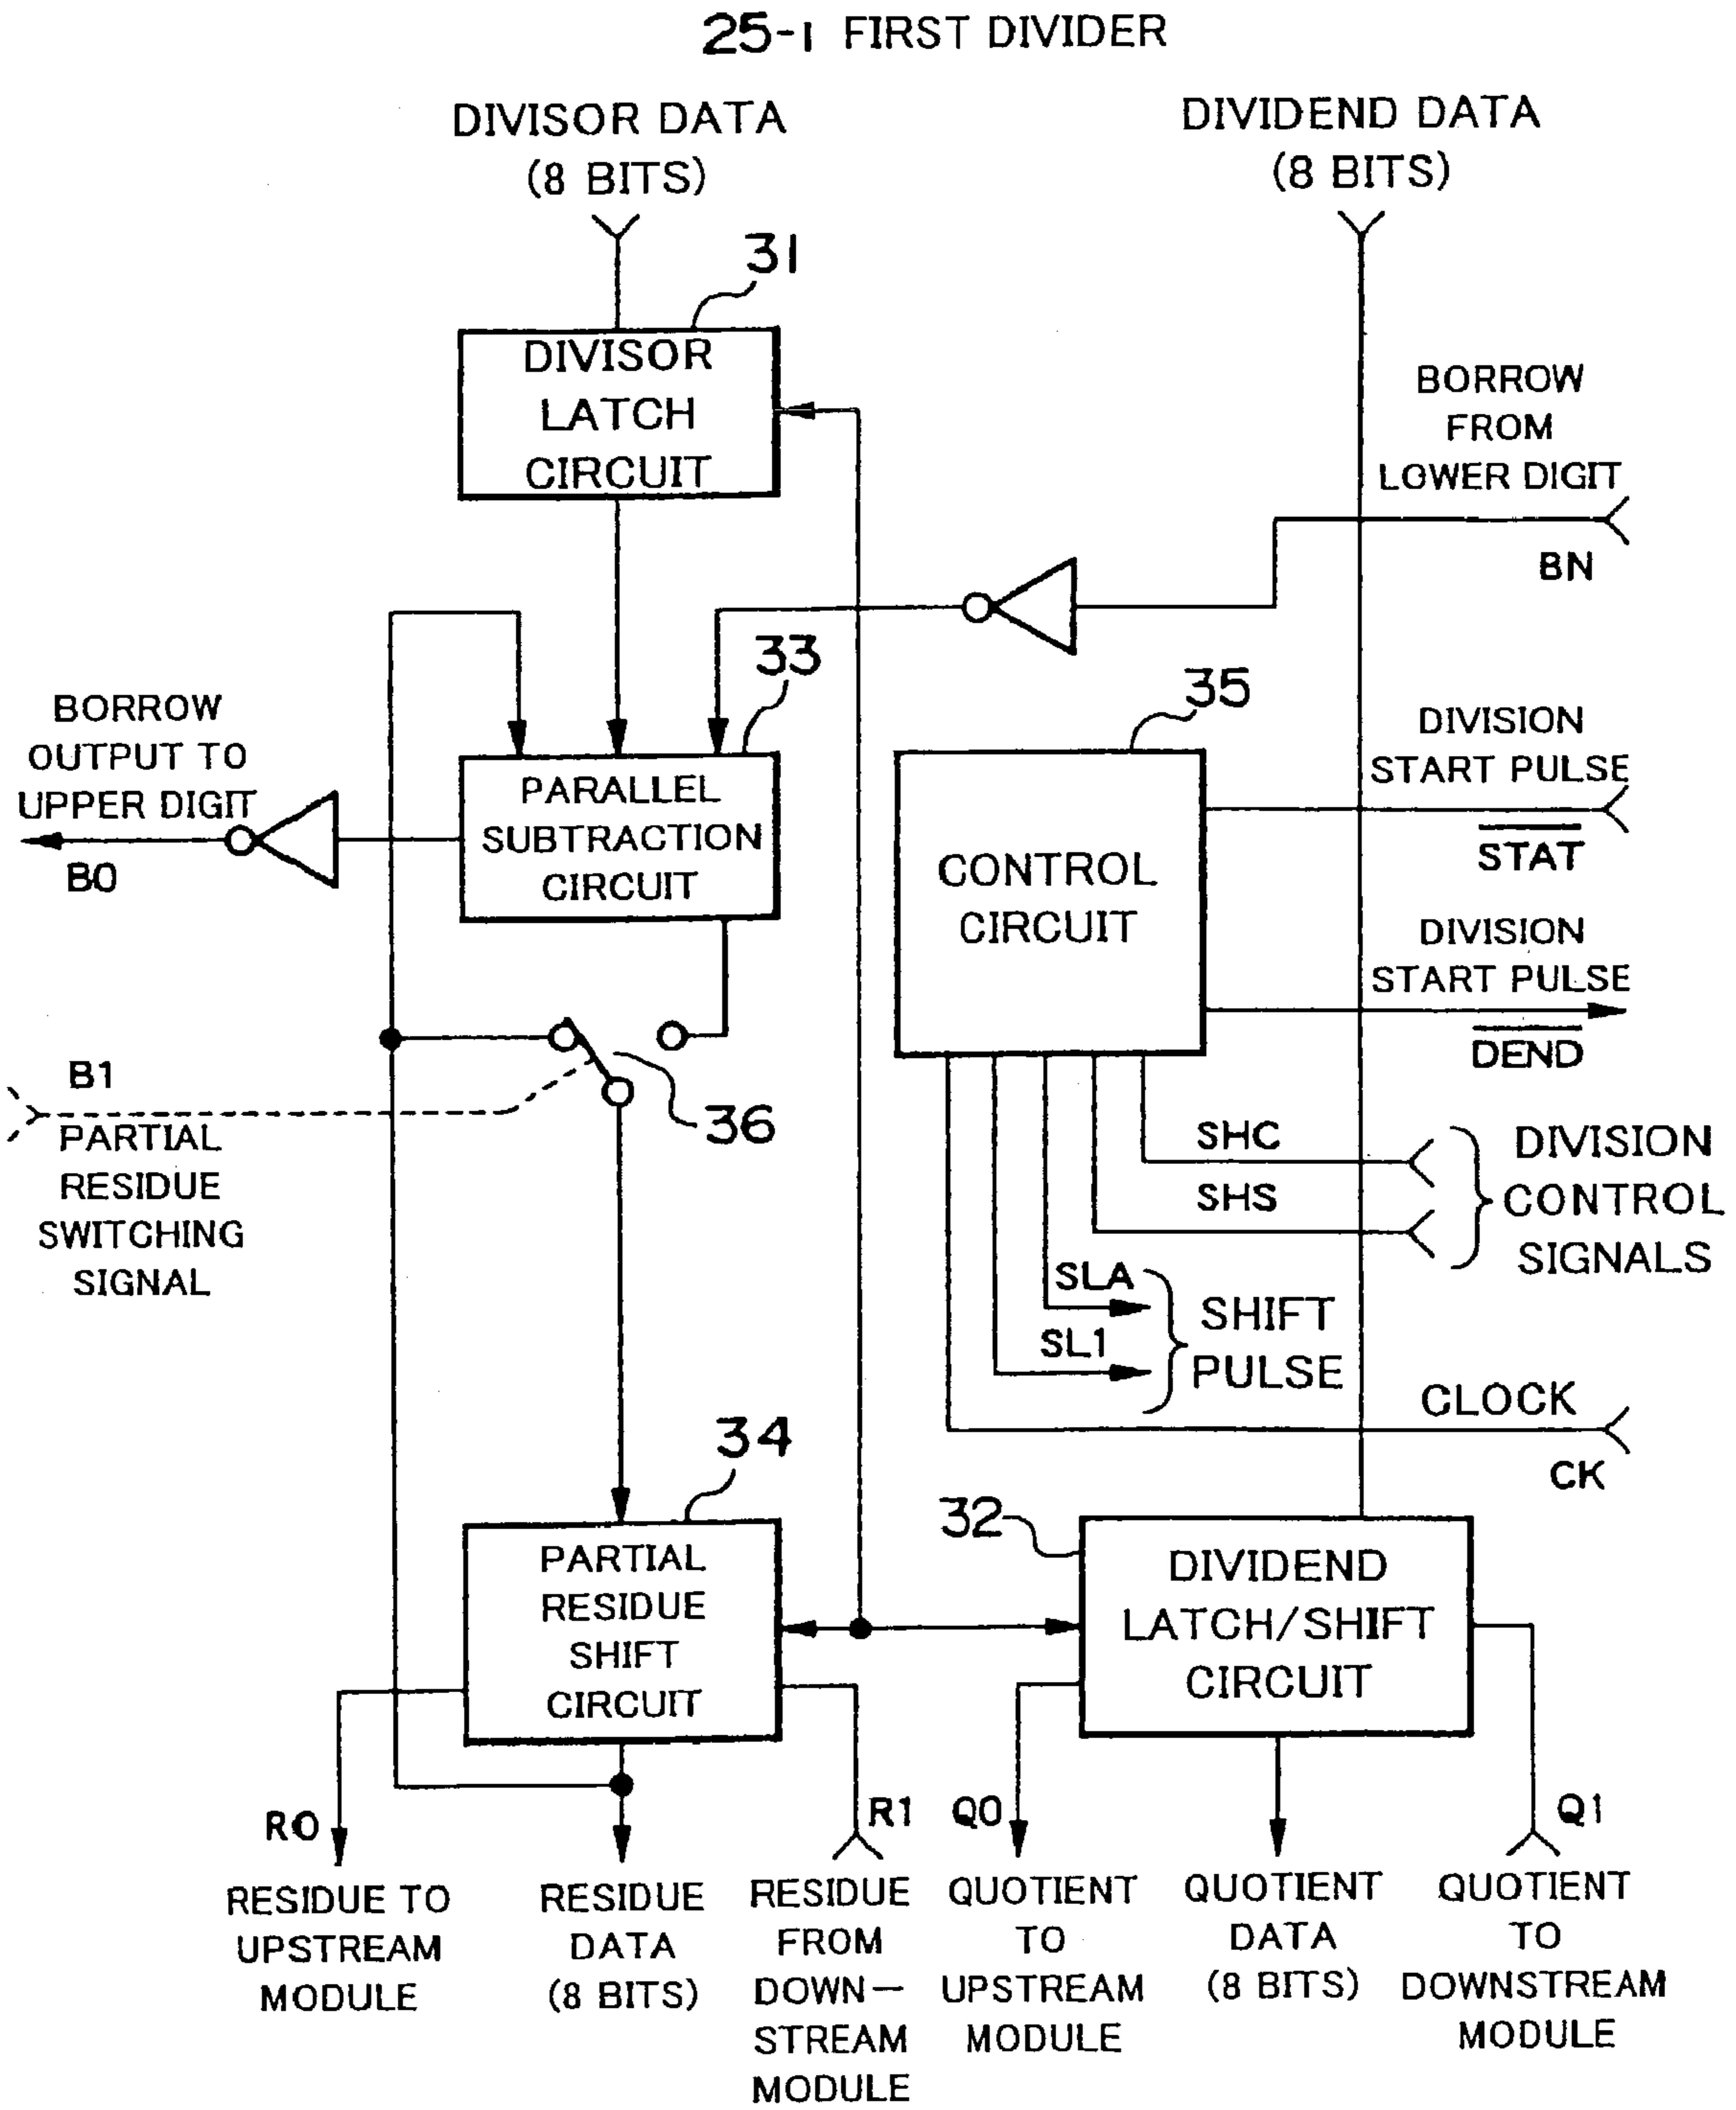 25-1 FIRST DIVIDER
DIVISOR DATA
(8 BITS)
DIVIDEND DATA
(8 BITS)
31
DIVISOR
LATCH
CIRCUIT
BORROW
FROM
LOWER DIGIT
BN
33
BORROW
OUTPUT TO
UPPER DIGIT
B0
PARALLEL
SUBTRACTION
CIRCUIT
35
CONTROL
CIRCUIT
DIVISION
START PULSE
STAT
DIVISION
START PULSE
DEND
B1
PARTIAL
RESIDUE
SWITCHING
SIGNAL
36
SHC
SHS
DIVISION
CONTROL
SIGNALS
SLA
SL1
SHIFT
PULSE
CLOCK
CK
34
PARTIAL
RESIDUE
SHIFT
CIRCUIT
32
DIVIDEND
LATCH/SHIFT
CIRCUIT
R0
R1
Q0
Q1
RESIDUE TO
UPSTREAM
MODULE
RESIDUE
DATA
(8 BITS)
RESIDUE
FROM
DOWN-
STREAM
MODULE
QUOTIENT
TO
UPSTREAM
MODULE
QUOTIENT
DATA
(8 BITS)
QUOTIENT
TO
DOWNSTREAM
MODULE